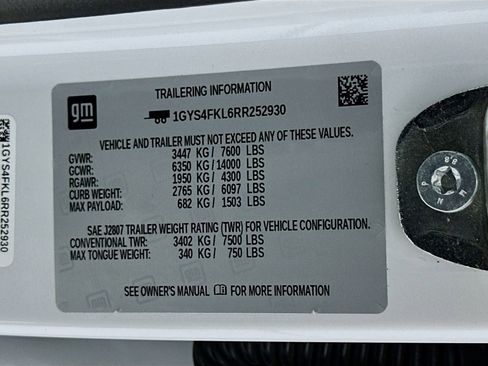 TRAILERING INFORMATION
gm
1GYS4FKL6RR252930
VEHICLE AND TRAILER MUST NOT EXCEED ANY OF THESE VALUES.
GVWR: 3447 KG / 7600 LBS
GCWR: 6350 KG / 14000 LBS
RGAWR: 1950 KG / 4300 LBS
CURB WEIGHT: 2765 KG / 6097 LBS
MAX PAYLOAD: 682 KG / 1503 LBS
SAE J2807 TRAILER WEIGHT RATING (TWR) FOR VEHICLE CONFIGURATION.
CONVENTIONAL TWR: 3402 KG / 7500 LBS
MAX TONGUE WEIGHT: 340 KG / 750 LBS
SEE OWNER'S MANUAL FOR MORE INFORMATION
1GYS4FKL6RR252930